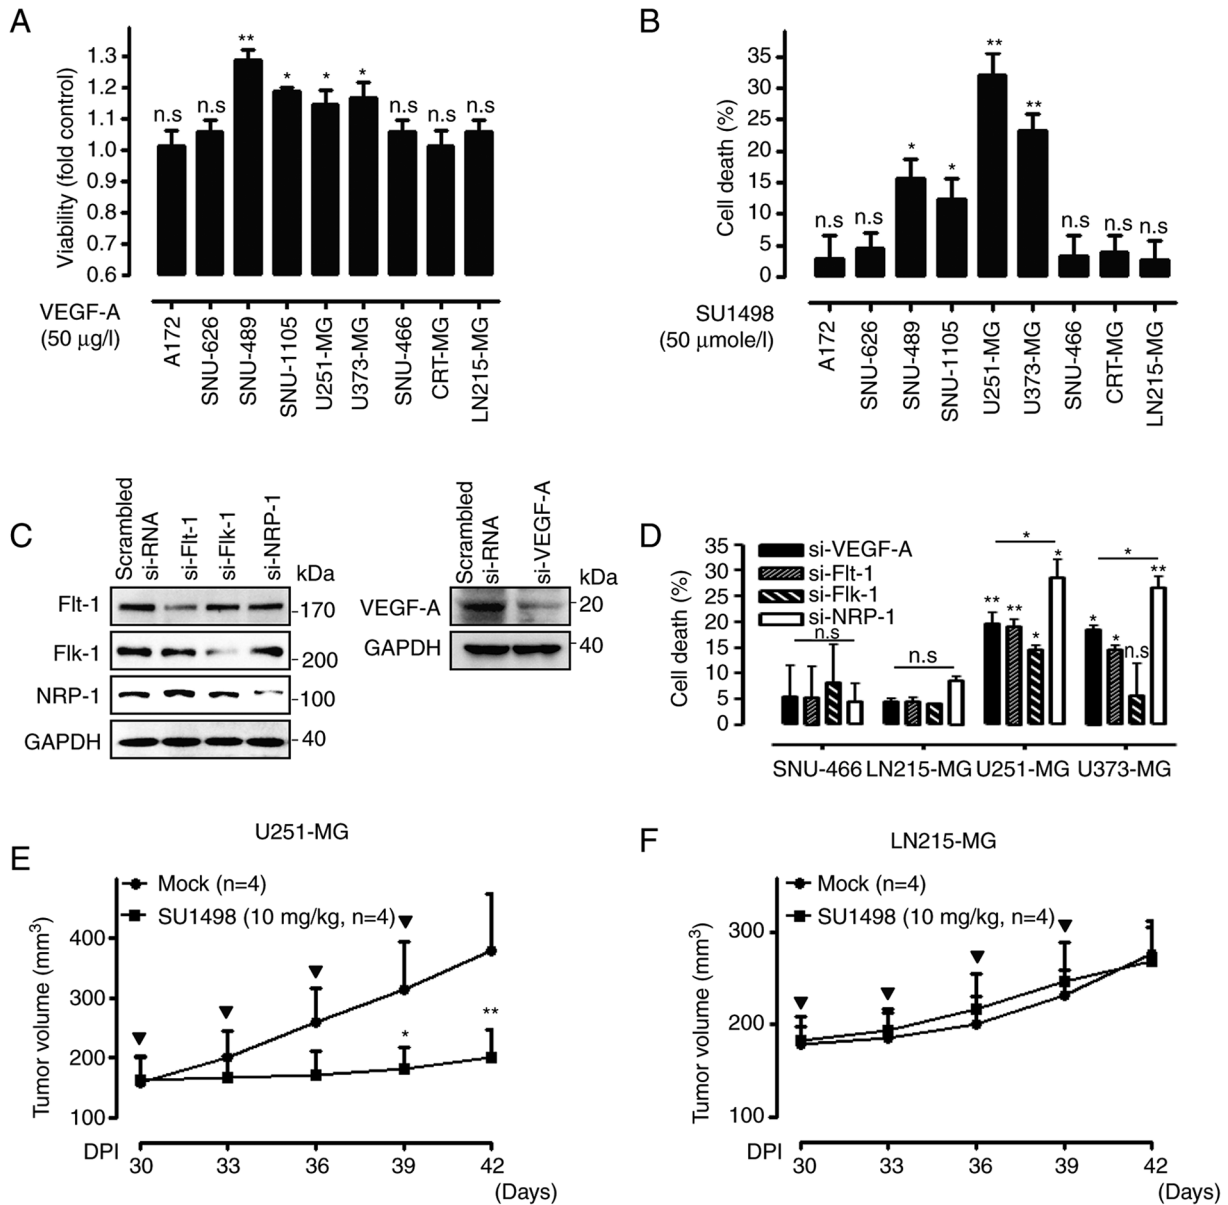 A
Viability (fold control)
1.3
1.2
1.1
1.0
0.9
0.8
0.7
0.6
n.s
n.s
**
*
*
*
n.s
n.s
n.s
VEGF-A
(50 μg/l)
A172
SNU-626
SNU-489
SNU-1105
U251-MG
U373-MG
SNU-466
CRT-MG
LN215-MG
B
Cell death (%)
35
30
25
20
15
10
5
0
n.s
n.s
*
*
**
**
n.s
n.s
n.s
SU1498
(50 μmole/l)
A172
SNU-626
SNU-489
SNU-1105
U251-MG
U373-MG
SNU-466
CRT-MG
LN215-MG
C
Scrambled
si-RNA
si-Flt-1
si-Flk-1
si-NRP-1
kDa
Flt-1
-170
Flk-1
-200
NRP-1
-100
GAPDH
-40
Scrambled
si-RNA
si-VEGF-A
kDa
VEGF-A
-20
GAPDH
-40
D
Cell death (%)
35
30
25
20
15
10
5
0
si-VEGF-A
si-Flt-1
si-Flk-1
si-NRP-1
n.s
n.s
*
**
**
*
*
*
*
*
n.s
**
SNU-466
LN215-MG
U251-MG
U373-MG
E
U251-MG
Mock (n=4)
SU1498 (10 mg/kg, n=4)
Tumor volume (mm³)
400
300
200
100
*
**
DPI
30
33
36
39
42
(Days)
F
LN215-MG
Mock (n=4)
SU1498 (10 mg/kg, n=4)
Tumor volume (mm³)
300
200
100
DPI
30
33
36
39
42
(Days)